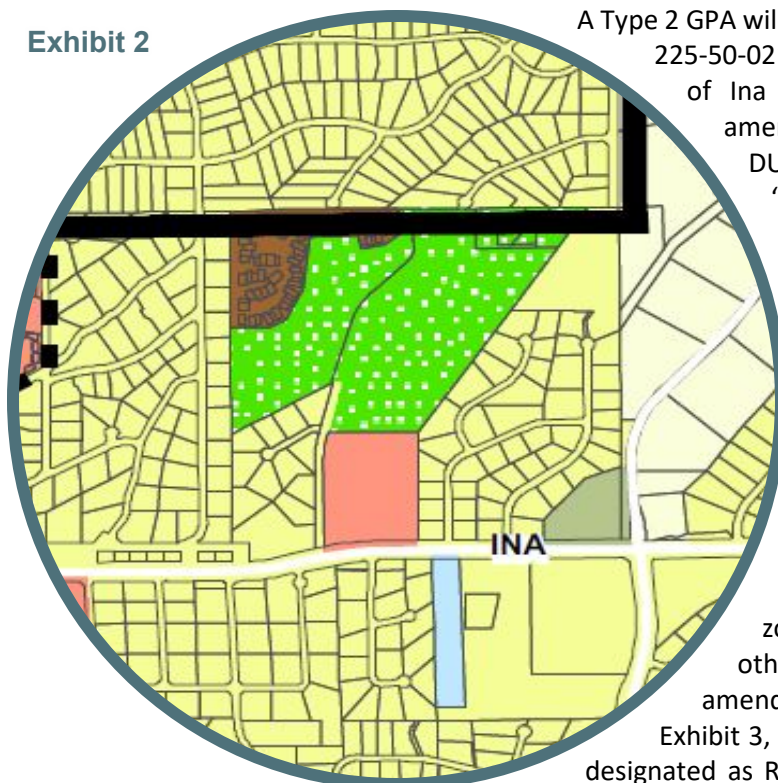 Exhibit 2
A Type 2 GPA wil
225-50-02
of Ina
amer
DU
INA
zo
oth
amend
Exhibit 3,
designated as R